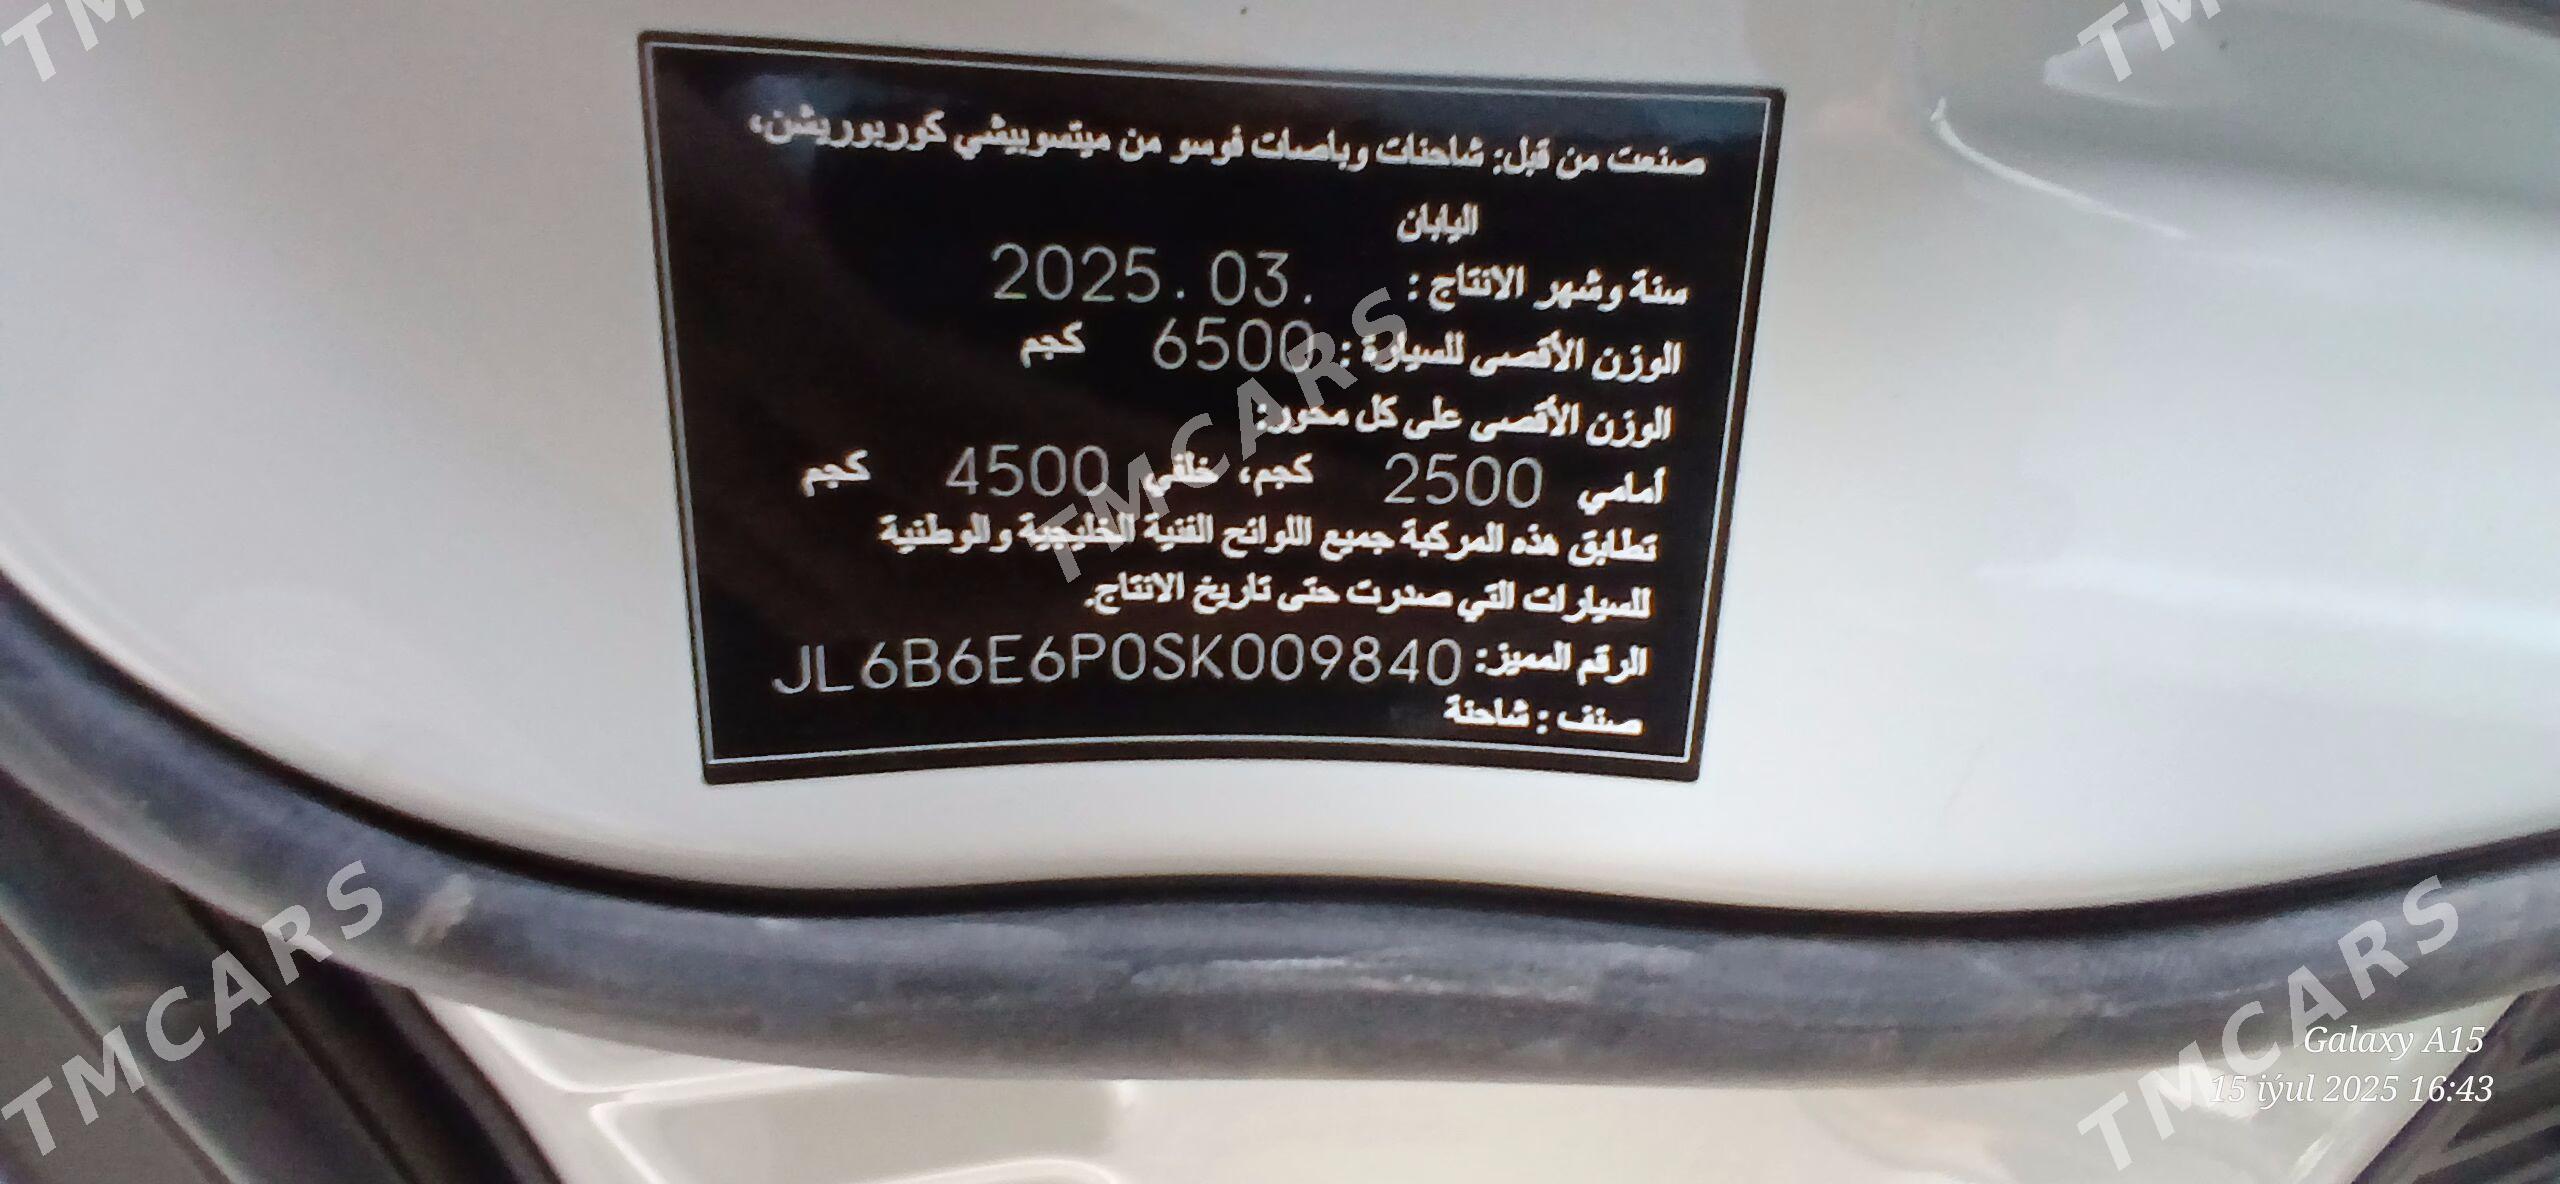 صنعت من قبل: شاحنات وباصات فوسو من ميتسوبيشي كوربوريشن،
اليابان
سنة وشهر الانتاج : 2025.03.
الوزن الأقصى للسيارة : 6500 كجم
الوزن الأقصى على كل محور:
أمامي 2500 كجم، خلفي 4500 كجم
تطابق هذه المركبة جميع اللوائح الفنية الخليجية والوطنية
للسيارات التي صدرت حتى تاريخ الانتاج.
الرقم المميز: JL6B6E6P0SK009840
صنف : شاحنة
TMCARS
TMCARS
TMCARS
Galaxy A15
15 iýul 2025 16:43